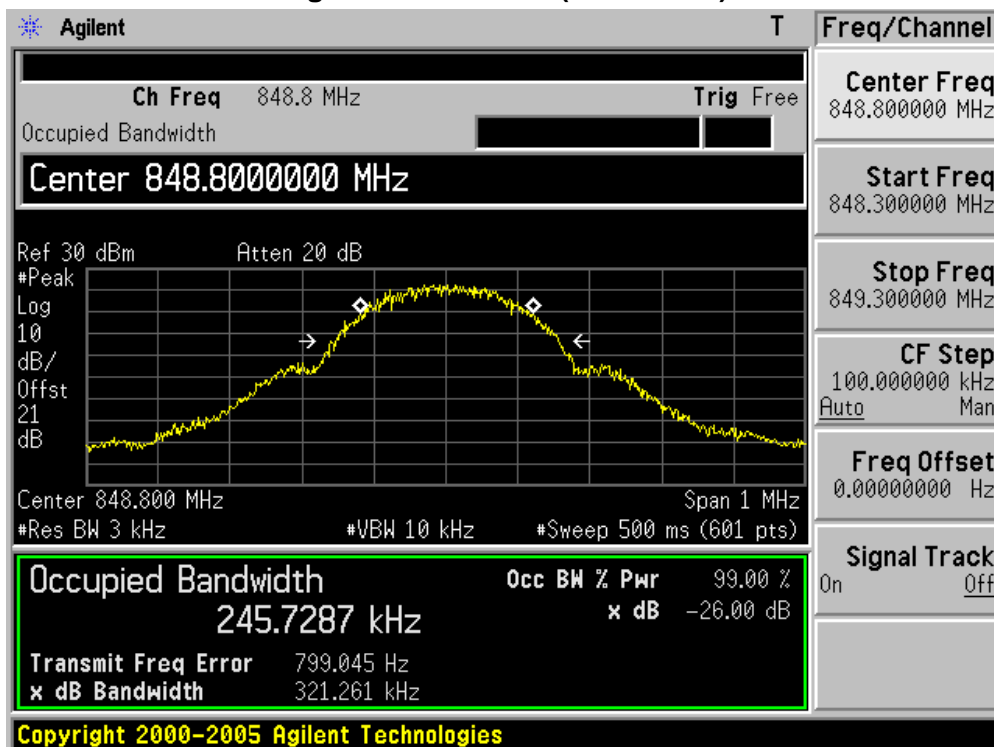 Agilent T Freq/Channel
Ch Freq 848.8 MHz Trig Free
Occupied Bandwidth
Center 848.8000000 MHz
Ref 30 dBm Atten 20 dB
#Peak
Log
10
dB/
Offst
21
dB
Center 848.800 MHz Span 1 MHz
#Res BW 3 kHz #VBW 10 kHz #Sweep 500 ms (601 pts)
Occupied Bandwidth Occ BW % Pwr 99.00 %
245.7287 kHz x dB -26.00 dB
Transmit Freq Error 799.045 Hz
x dB Bandwidth 321.261 kHz
Center Freq
848.800000 MHz
Start Freq
848.300000 MHz
Stop Freq
849.300000 MHz
CF Step
100.000000 kHz
Auto Man
Freq Offset
0.00000000 Hz
Signal Track
On Off
Copyright 2000-2005 Agilent Technologies